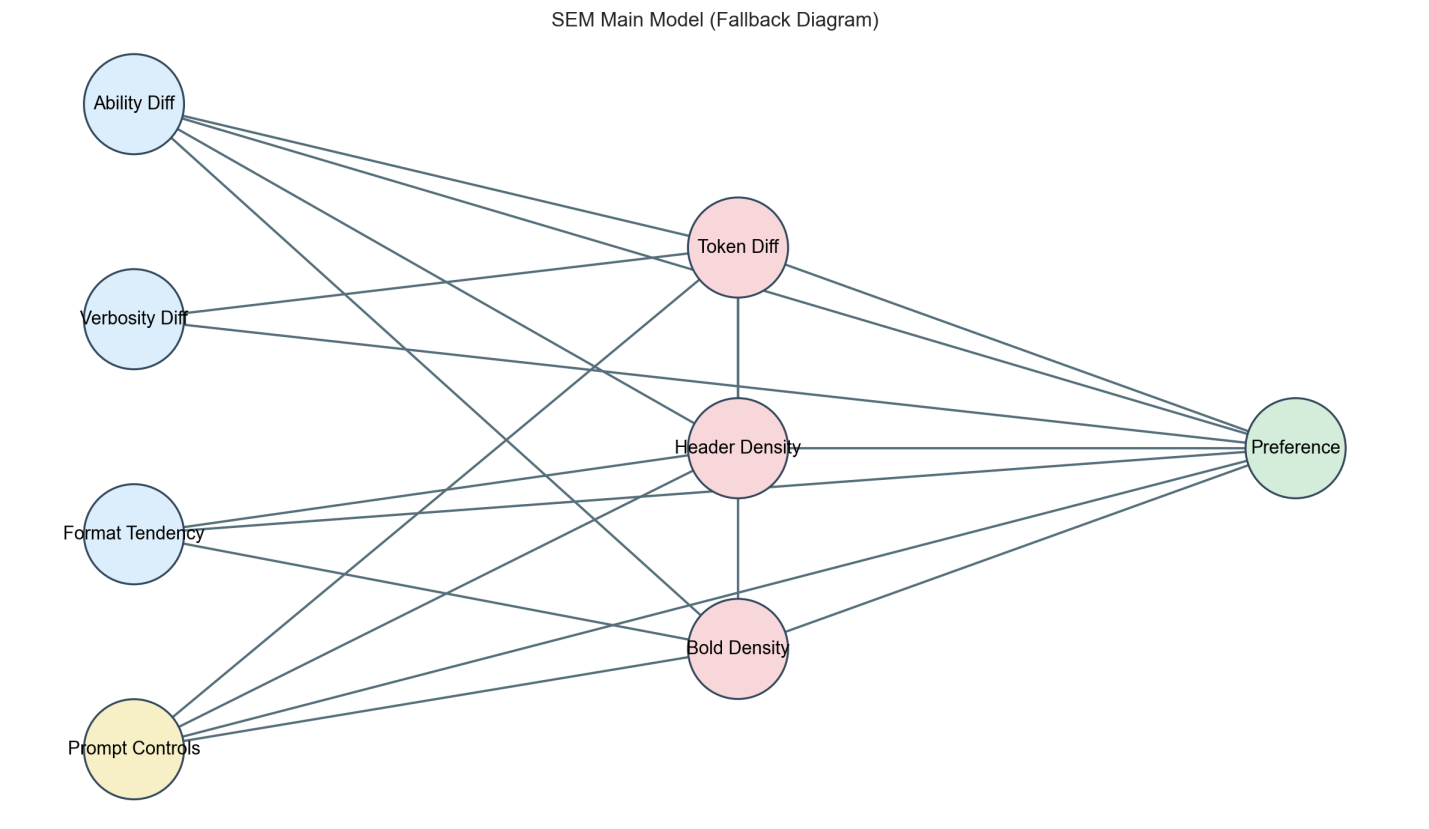 SEM Main Model (Fallback Diagram)
Ability Diff
Token Diff
Verbosity Diff
Header Density
Preference
Format Tendency
Bold Density
Prompt Controls